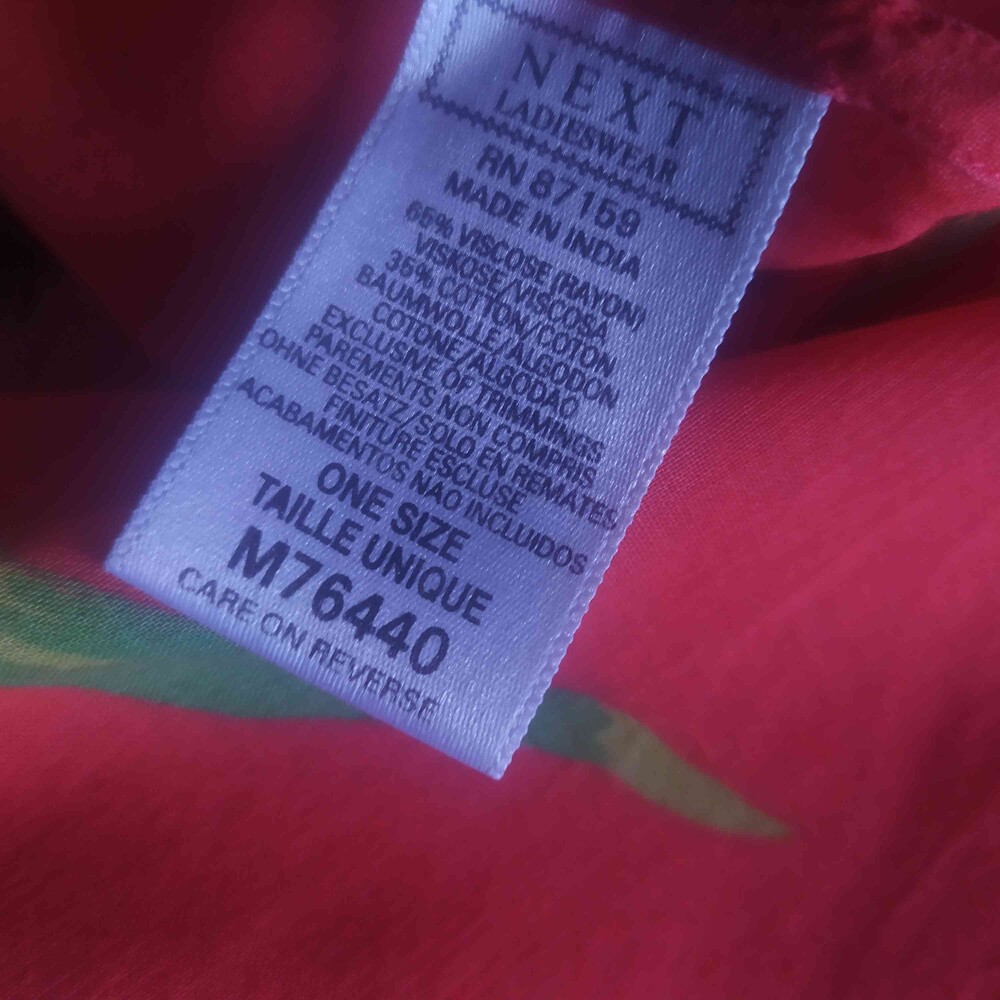 NEXT
LADIESWEAR
RN 87159
MADE IN INDIA
65% VISCOSE (RAYON)
VISKOSE/VISCOSA
35% COTTON/COTON
BAUMWOLLE/ALGODON
COTONE/ALGODAO
EXCLUSIVE OF TRIMMINGS
PAREMENTS NON COMPRIS
OHNE BESATZ/SOLO EN REMATES
FINITURE ESCLUSE
ACABAMENTOS NAO INCLUIDOS
ONE SIZE
TAILLE UNIQUE
M76440
CARE ON REVERSE